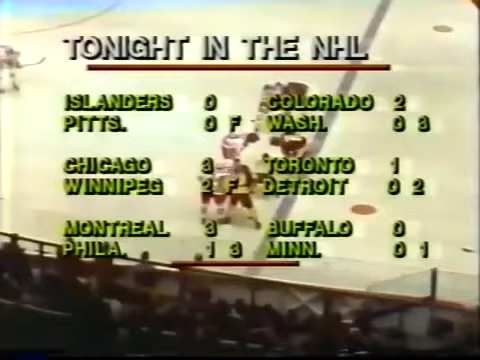 TONIGHT IN THE NHL
ISLANDERS 0 COLORADO 2
PITTS. 0 F WASH. 0 3
CHICAGO 3 TORONTO 1
WINNIPEG 2 F DETROIT 0 2
MONTREAL 3 BUFFALO 0
PHILA. 1 3 MINN. 0 1